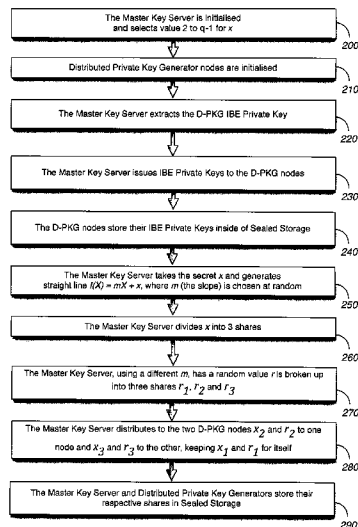 The Master Key Server is Initialised
and selects value 2 to q-1 for x
200
Distributed Private Key Generator nodes are initialised
210
The Master Key Server extracts the D-PKG IBE Private Key
220
The Master Key Server issues IBE Private Keys to the D-PKG nodes
230
The D-PKG nodes store their IBE Private Keys inside of Sealed Storage
240
The Master Key Server takes the secret x and generates
straight line l(X) = mX + x, where m (the slope) is chosen at random
250
The Master Key Server divides x into 3 shares
260
The Master Key Server, using a different m, has a random value r is broken up
into three shares r1, r2 and r3
270
The Master Key Server distributes to the two D-PKG nodes x2 and r2 to one
node and x3 and r3 to the other, keeping x1 and r1 for itself
280
The Master Key Server and Distributed Private Key Generators store their
respective shares in Sealed Storage
290